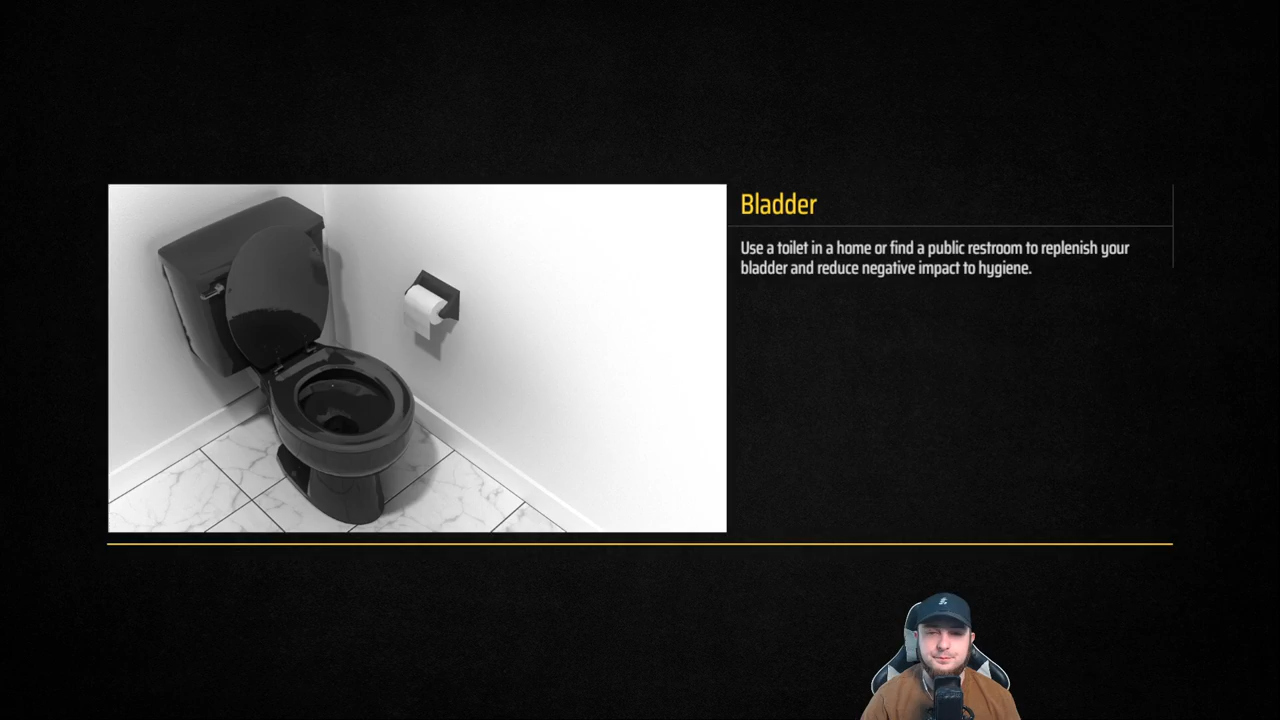 Bladder
Use a toilet in a home or find a public restroom to replenish your
bladder and reduce negative impact to hygiene.